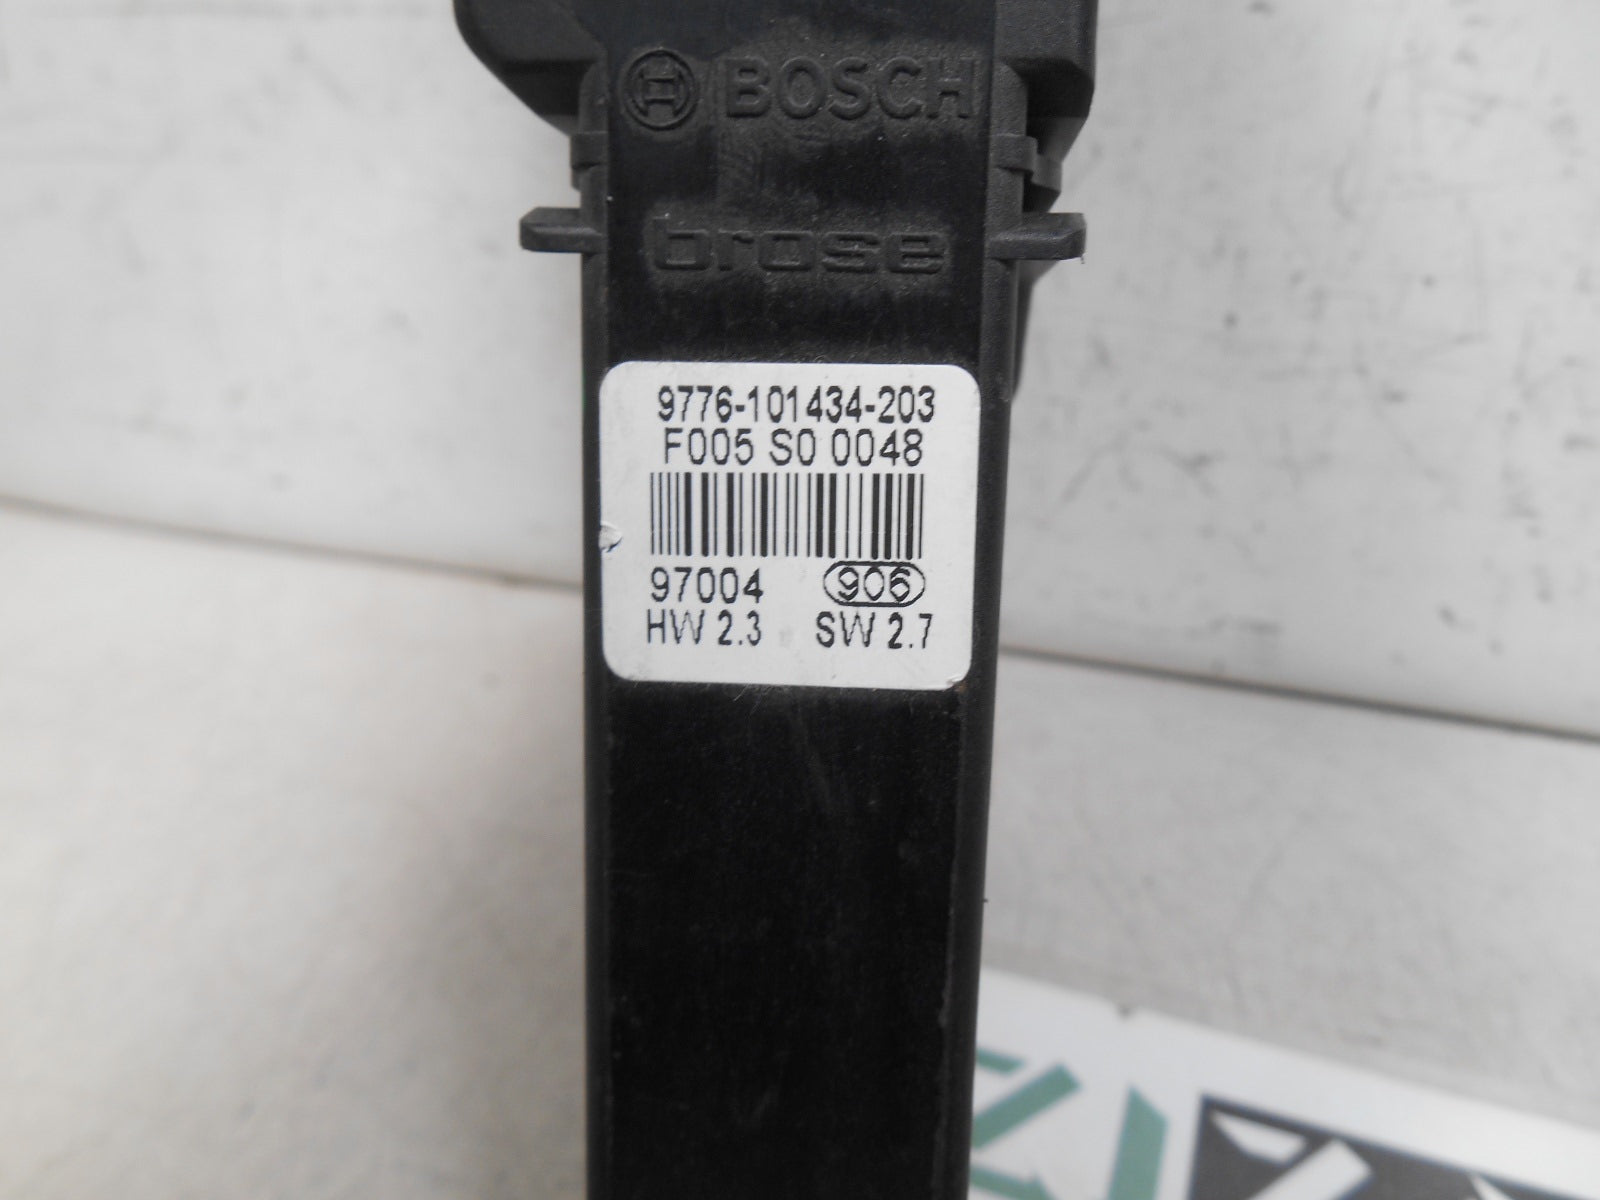 BOSCH
brose
9776-101434-203
F005 S0 0048
97004 906
HW 2.3 SW 2.7